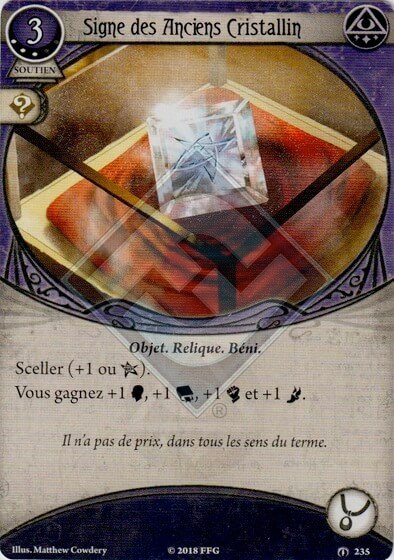 3
Signe des Anciens Cristallin
SOUTIEN
?
Objet. Relique. Béni.
Sceller (+1 ou ).
Vous gagnez +1 , +1 , +1 et +1 .
Il n'a pas de prix, dans tous les sens du terme.
Illus. Matthew Cowdery
© 2018 FFG
235
®